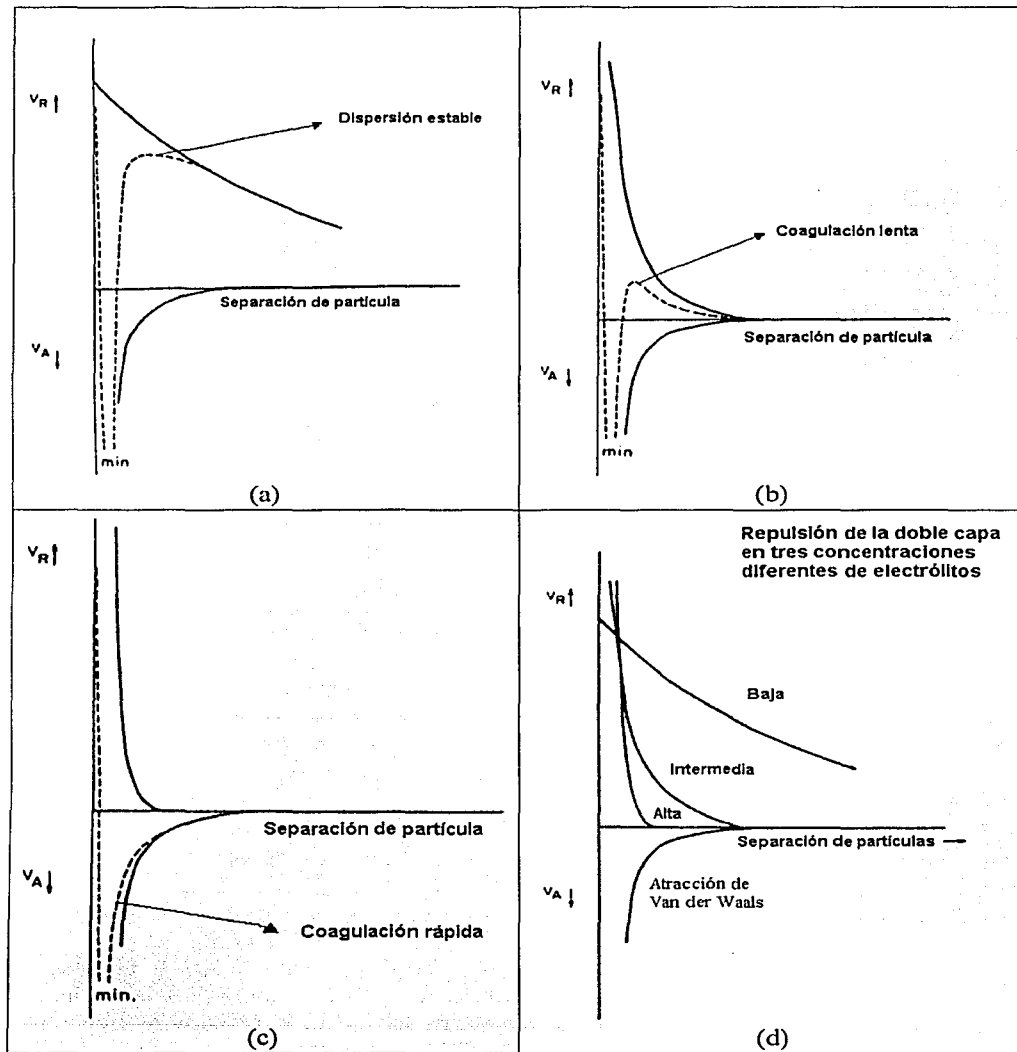 V_R ↑
Dispersión estable
Separación de partícula
V_A ↓
min
(a)
V_R ↑
Coagulación lenta
Separación de partícula
V_A ↓
min
(b)
V_R ↑
Separación de partícula
V_A ↓
Coagulación rápida
min.
(c)
Repulsión de la doble capa
en tres concentraciones
diferentes de electrólitos
V_R ↑
Baja
Intermedia
Alta
Separación de partículas
V_A ↓
Atracción de
Van der Waals
(d)